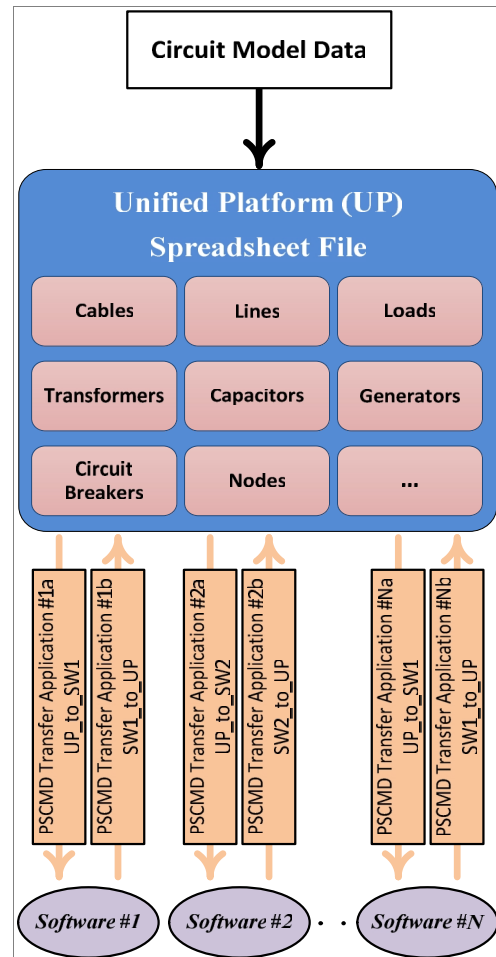 Circuit Model Data
Unified Platform (UP)
Spreadsheet File
Cables
Lines
Loads
Transformers
Capacitors
Generators
Circuit
Breakers
Nodes
...
PSCMD Transfer Application #1a
UP_to_SW1
PSCMD Transfer Application #1b
SW1_to_UP
PSCMD Transfer Application #2a
UP_to_SW2
PSCMD Transfer Application #2b
SW2_to_UP
PSCMD Transfer Application #Na
UP_to_SW1
PSCMD Transfer Application #Nb
SW1_to_UP
Software #1
Software #2
. .
Software #N